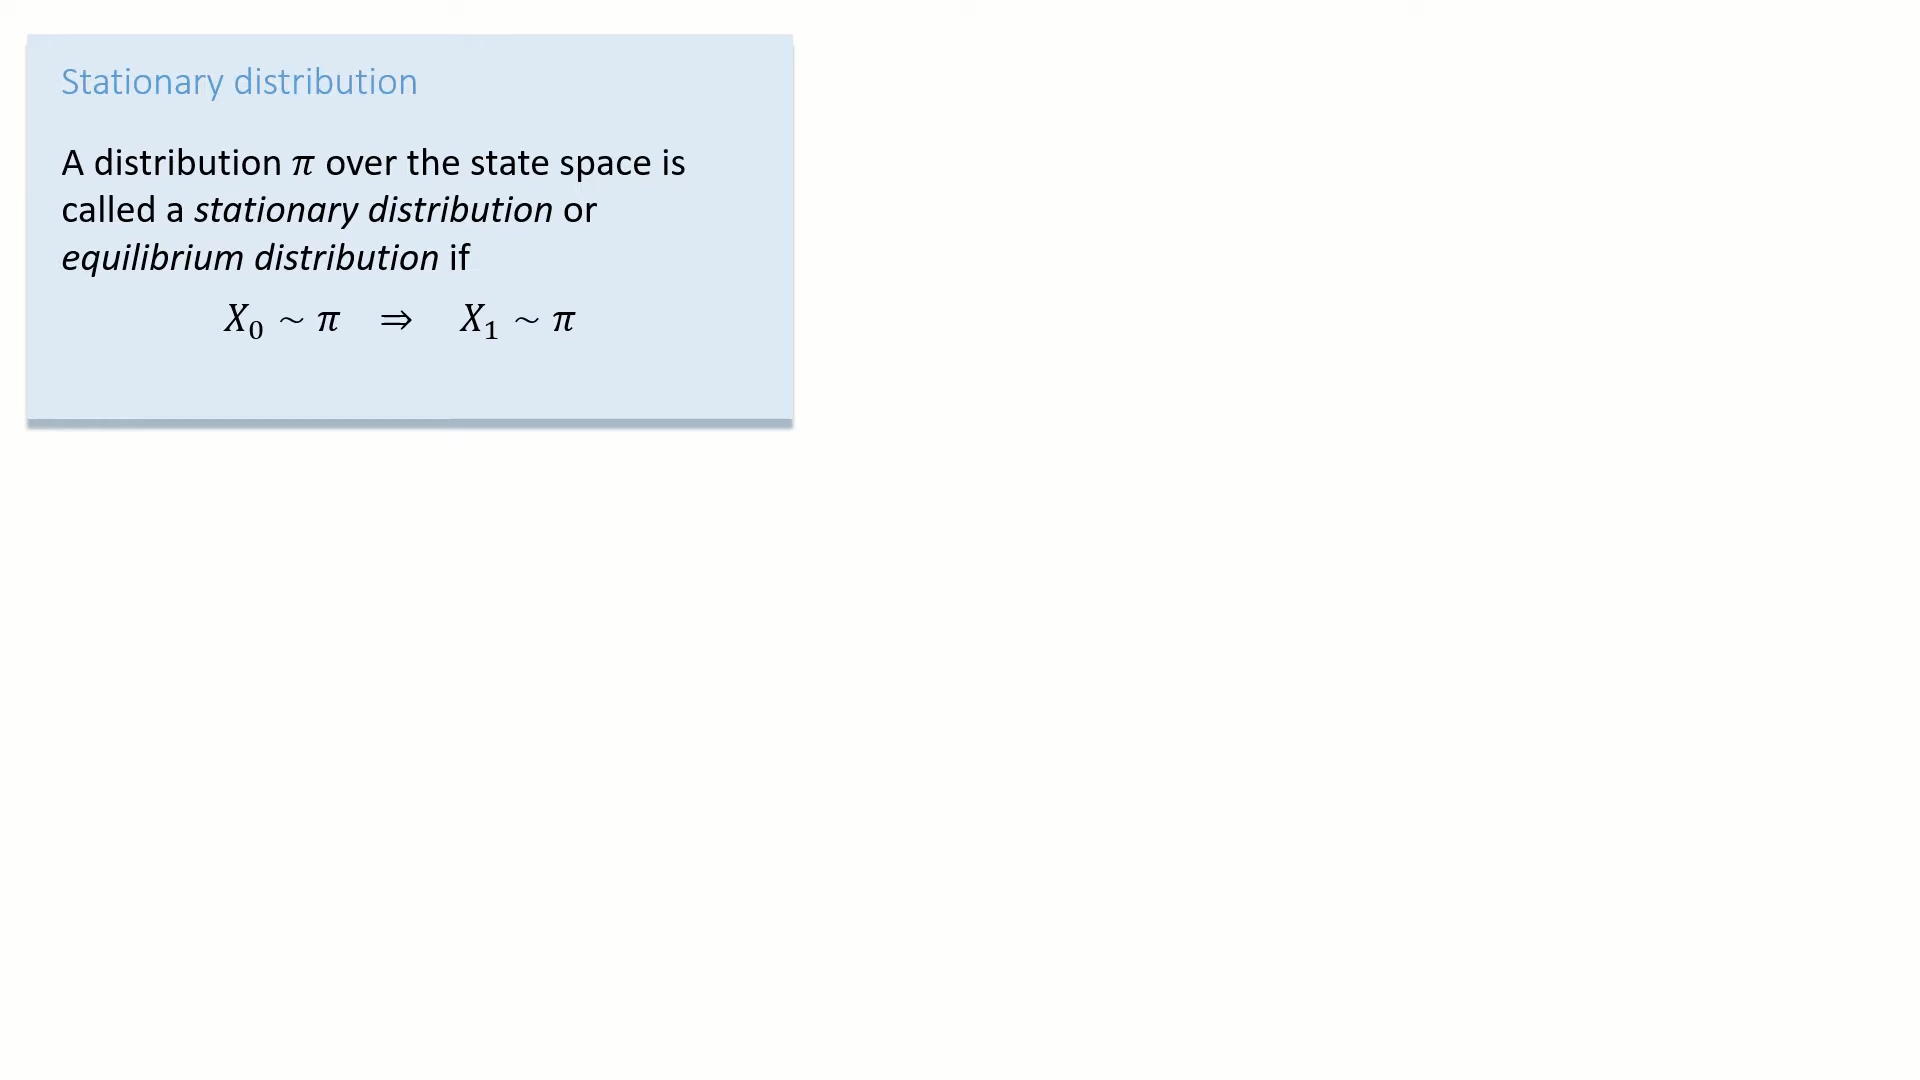 Stationary distribution
A distribution 𝜋 over the state space is
called a stationary distribution or
equilibrium distribution if
X₀ ~ 𝜋 ⇒ X₁ ~ 𝜋